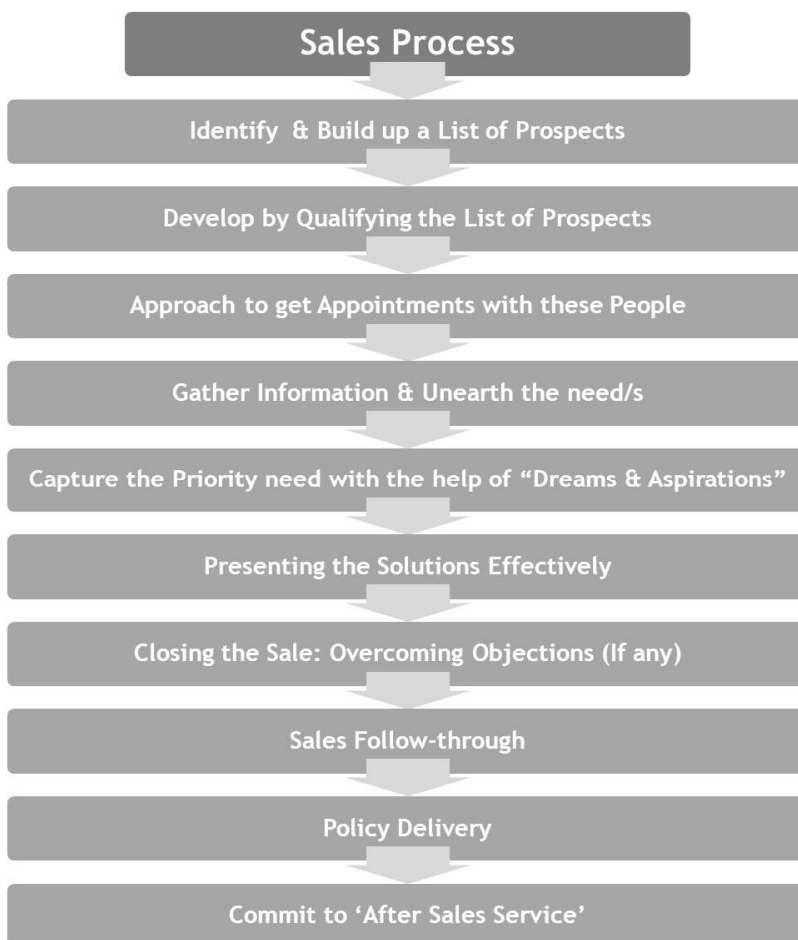 Sales Process
Identify & Build up a List of Prospects
Develop by Qualifying the List of Prospects
Approach to get Appointments with these People
Gather Information & Unearth the need/s
Capture the Priority need with the help of “Dreams & Aspirations”
Presenting the Solutions Effectively
Closing the Sale: Overcoming Objections (If any)
Sales Follow-through
Policy Delivery
Commit to ‘After Sales Service’